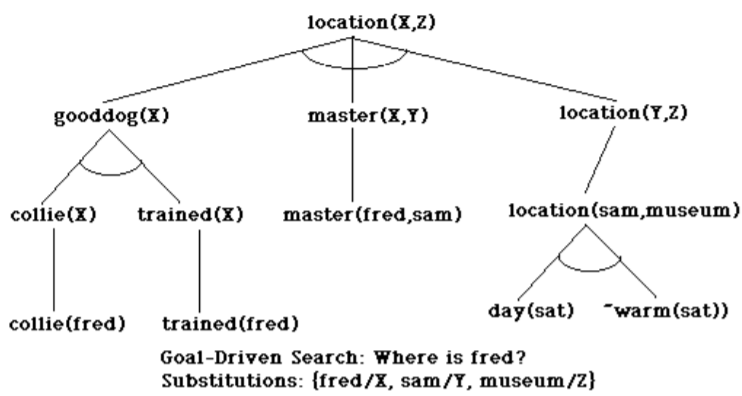 location(X,Z)
gooddog(X) master(X,Y) location(Y,Z)
collie(X) trained(X) master(fred,sam) location(sam,museum)
collie(fred) trained(fred) day(sat) ~warm(sat))
Goal-Driven Search: Where is fred?
Substitutions: {fred/X, sam/Y, museum/Z}